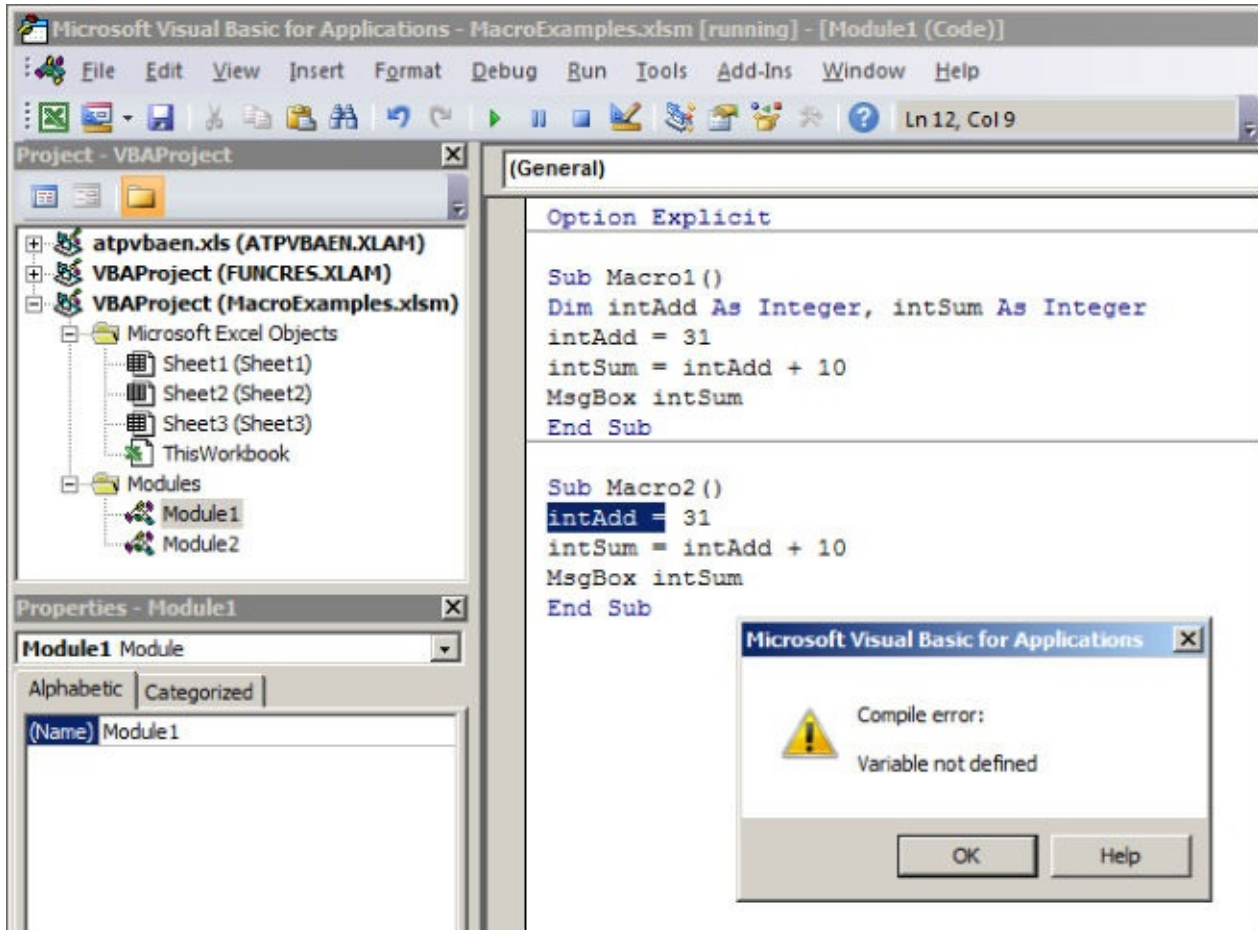 Microsoft Visual Basic for Applications - MacroExamples.xlsm [running] - [Module1 (Code)]
File Edit View Insert Format Debug Run Tools Add-Ins Window Help
Ln 12, Col 9
Project - VBAProject
(General)
atpvbaen.xls (ATPVBAEN.XLAM)
VBAProject (FUNCRES.XLAM)
VBAProject (MacroExamples.xlsm)
Microsoft Excel Objects
Sheet1 (Sheet1)
Sheet2 (Sheet2)
Sheet3 (Sheet3)
ThisWorkbook
Modules
Module1
Module2
Properties - Module1
Module1 Module
Alphabetic Categorized
(Name) Module1
Option Explicit
Sub Macro1()
Dim intAdd As Integer, intSum As Integer
intAdd = 31
intSum = intAdd + 10
MsgBox intSum
End Sub
Sub Macro2()
intAdd = 31
intSum = intAdd + 10
MsgBox intSum
End Sub
Microsoft Visual Basic for Applications
Compile error:
Variable not defined
OK Help